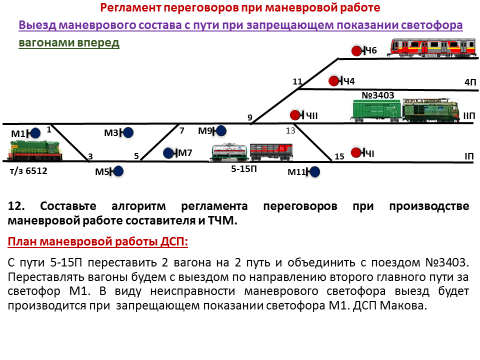 Регламент переговоров при маневровой работе
Выезд маневрового состава с пути при запрещающем показании светофора
вагонами вперед
Ч6
11
Ч4
№3403
4П
ЧII
9
IIП
М1
1
М3
7
М9
13
т/з 6512
3
М5
5
М7
5-15П
М11
15
ЧI
IП
12. Составьте алгоритм регламента переговоров при производстве
маневровой работе составителя и ТЧМ.
План маневровой работы ДСП:
С пути 5-15П переставить 2 вагона на 2 путь и объединить с поездом №3403.
Переставлять вагоны будем с выездом по направлению второго главного пути за
светофор М1. В виду неисправности маневрового светофора выезд будет
производится при запрещающем показании светофора М1. ДСП Макова.